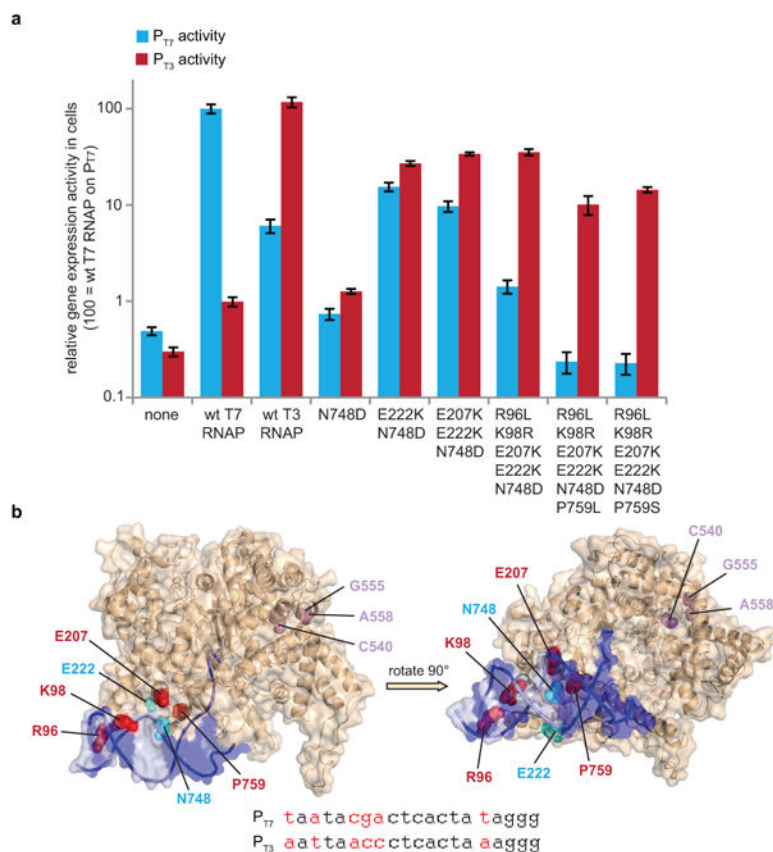 a
P_T7 activity
P_T3 activity
relative gene expression activity in cells
(100 = wt T7 RNAP on P_T7)
100
10
1
0.1
none
wt T7
RNAP
wt T3
RNAP
N748D
E222K
N748D
E207K
E222K
N748D
R96L
K98R
E207K
E222K
N748D
R96L
K98R
E207K
E222K
N748D
P759L
R96L
K98R
E207K
E222K
N748D
P759S
b
G555
A558
C540
E207
E222
K98
R96
N748
P759
rotate 90°
C540
G555
A558
E207
N748
K98
R96
E222
P759
P_T7 taatacgactcactatаggg
P_T3 aattaaccctcactaaaggg